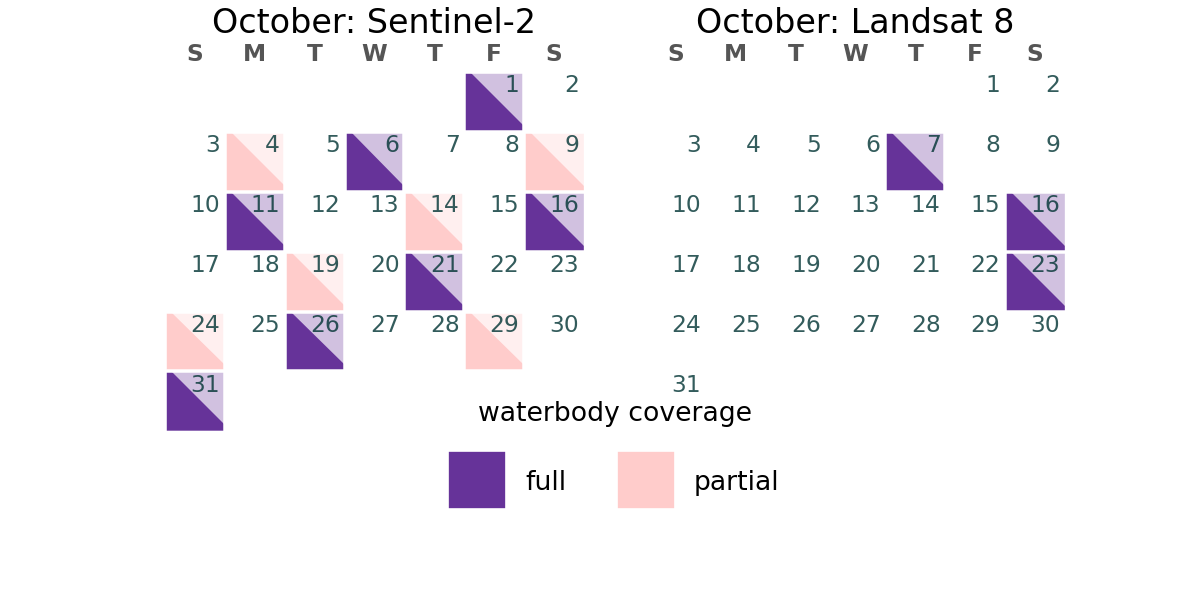 October: Sentinel-2
S M T W T F S
1 2
3 4 5 6 7 8 9
10 11 12 13 14 15 16
17 18 19 20 21 22 23
24 25 26 27 28 29 30
31
October: Landsat 8
S M T W T F S
1 2
3 4 5 6 7 8 9
10 11 12 13 14 15 16
17 18 19 20 21 22 23
24 25 26 27 28 29 30
31
waterbody coverage
full
partial